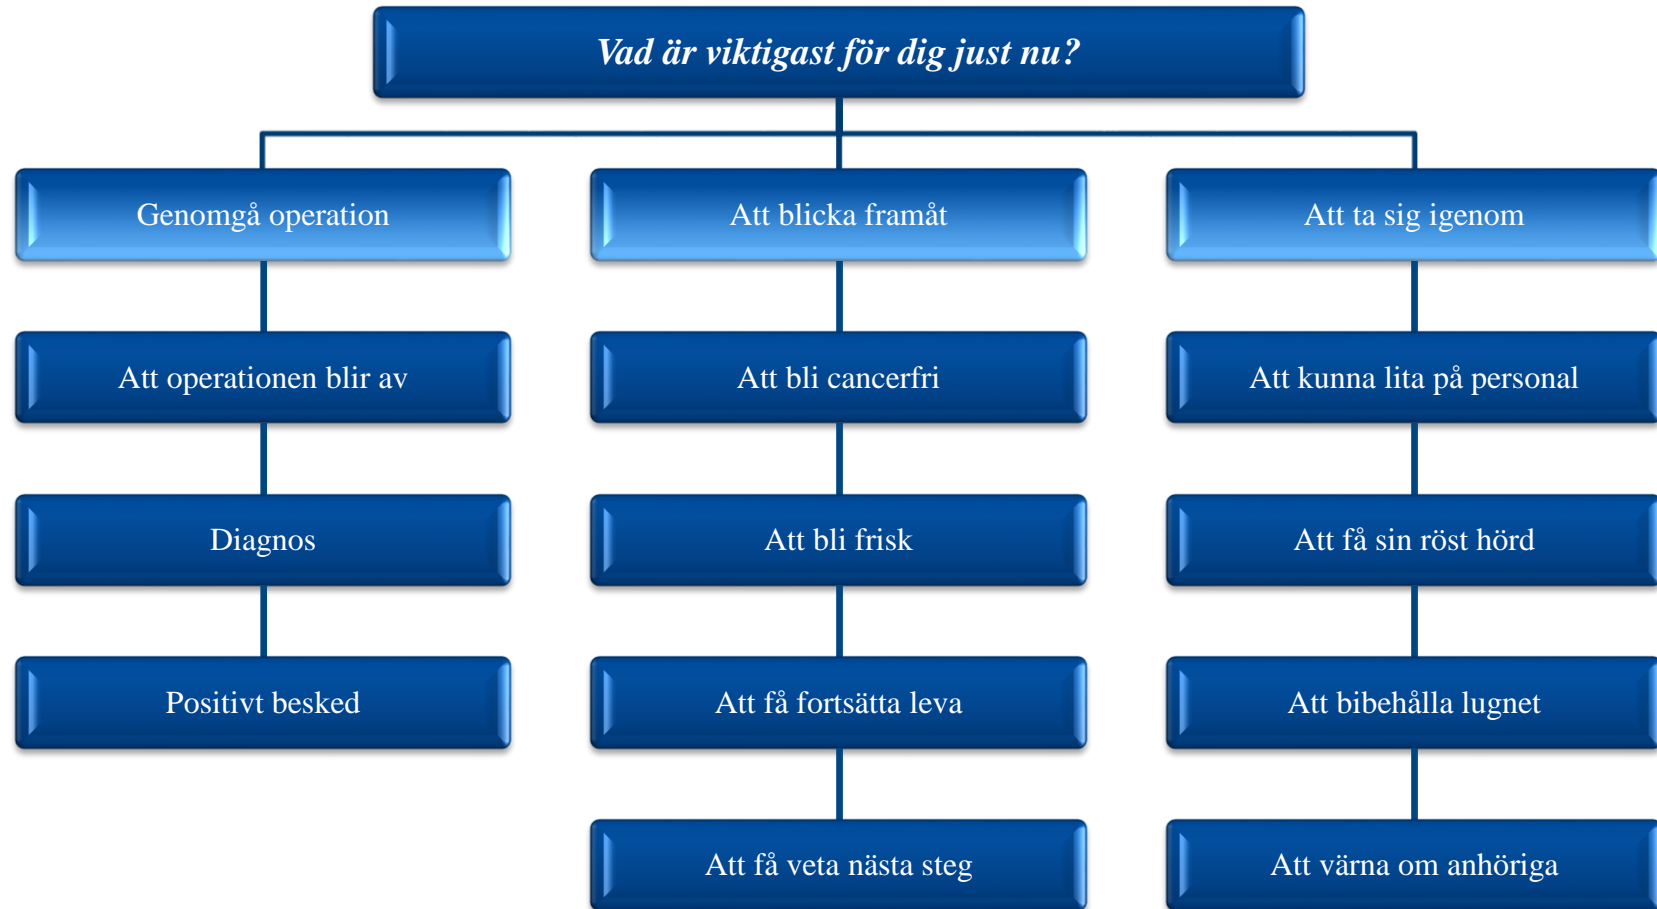 Vad är viktigast för dig just nu?
Genomgå operation
Att operationen blir av
Diagnos
Positivt besked
Att blicka framåt
Att bli cancerfri
Att bli frisk
Att få fortsätta leva
Att få veta nästa steg
Att ta sig igenom
Att kunna lita på personal
Att få sin röst hörd
Att bibehålla lugnet
Att värna om anhöriga